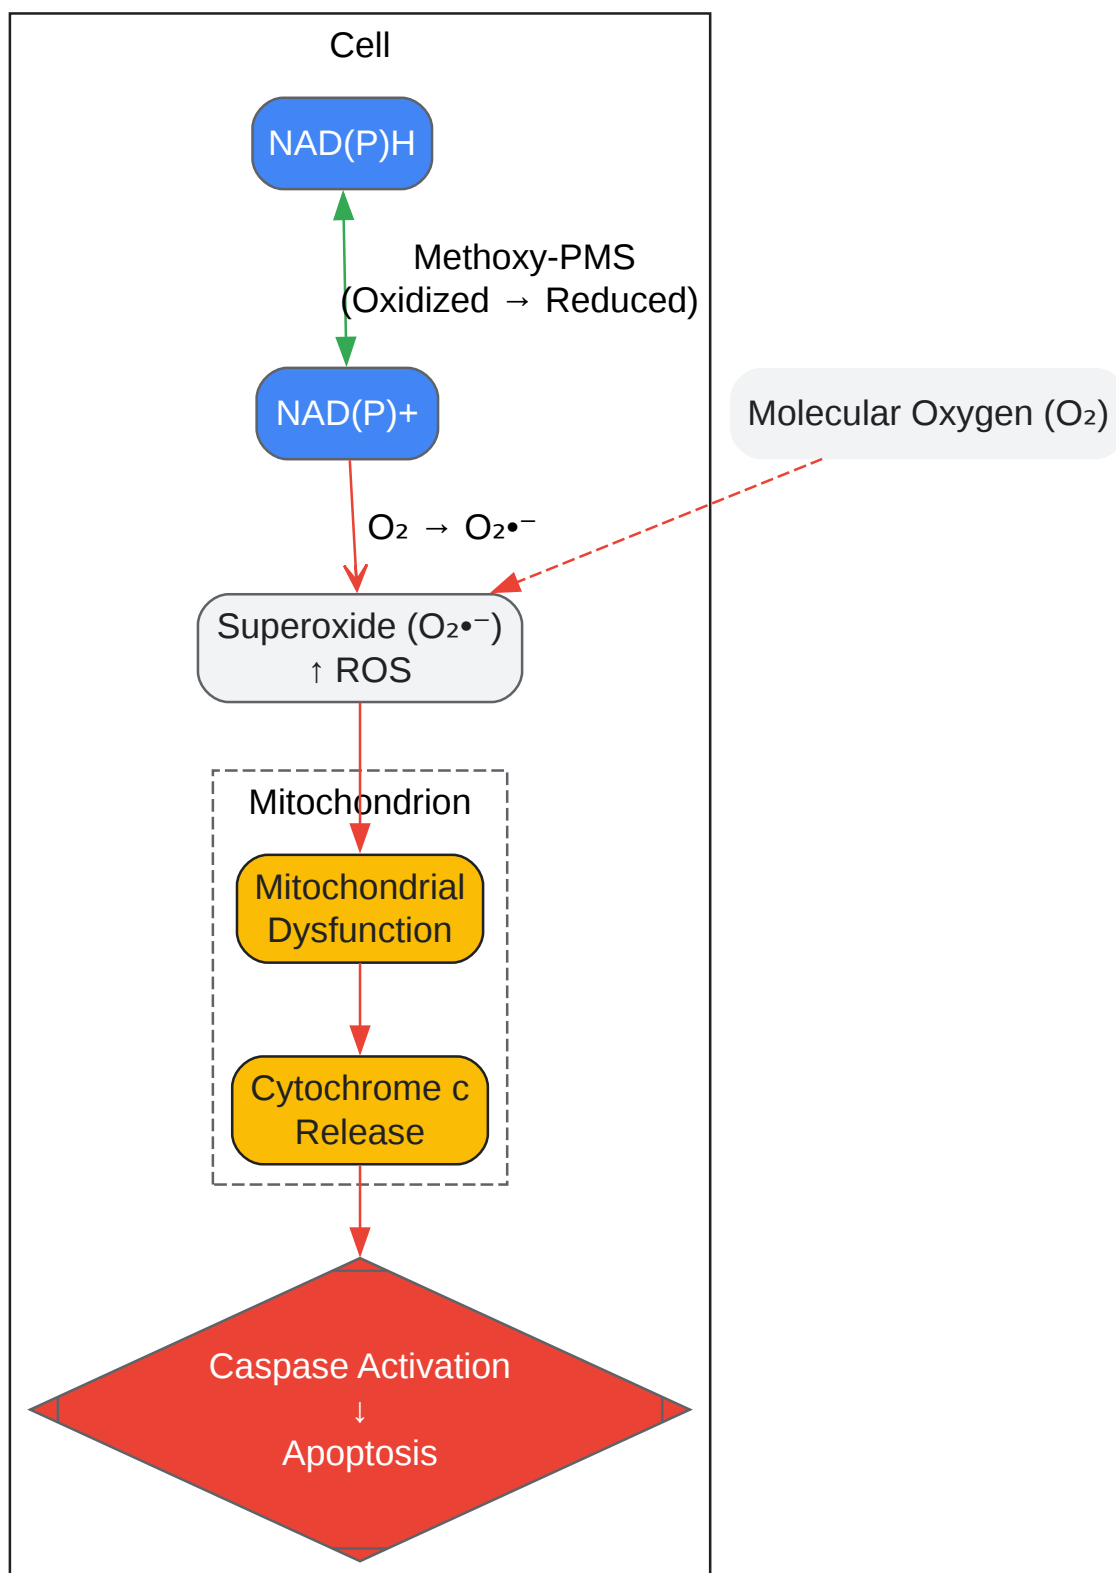 Cell
NAD(P)H
Methoxy-PMS
(Oxidized → Reduced)
NAD(P)+
Molecular Oxygen (O₂)
O₂ → O₂•⁻
Superoxide (O₂•⁻)
↑ ROS
Mitochondrion
Mitochondrial
Dysfunction
Cytochrome c
Release
Caspase Activation
↓
Apoptosis